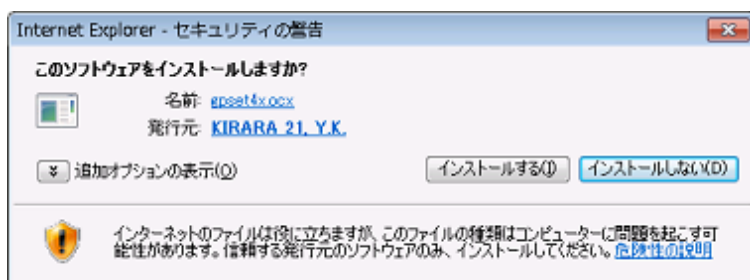 Internet Explorer - セキュリティの警告
このソフトウェアをインストールしますか?
名前: epset4x.ocx
発行元: KIRARA 21, Y.K.
追加オプションの表示(O)
インストールする(I)
インストールしない(D)
インターネットのファイルは役に立ちますが、このファイルの種類はコンピューターに問題を起こす可
能性があります。信頼する発行元のソフトウェアのみ、インストールしてください。危険性の説明